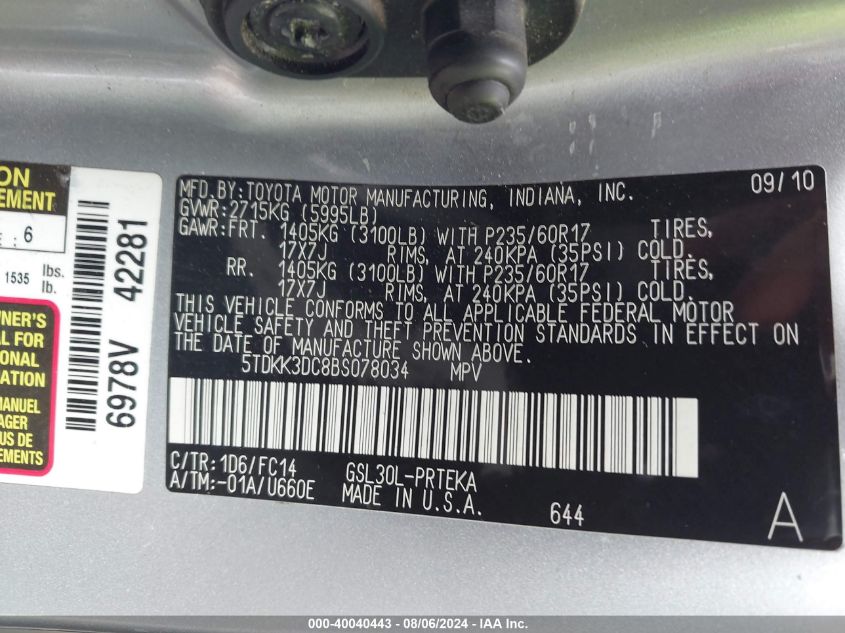 ON
EMENT
E : 6
1535 lbs.
lb.
WNER'S
L FOR
ONAL
ATION
MANUEL
AGER
US DE
EMENTS
6978V 42281
MFD.BY:TOYOTA MOTOR MANUFACTURING, INDIANA, INC. 09/10
GVWR:2715KG (5995LB)
GAWR:FRT. 1405KG (3100LB) WITH P235/60R17 TIRES,
17X7J RIMS, AT 240KPA (35PSI) COLD.
RR. 1405KG (3100LB) WITH P235/60R17 TIRES,
17X7J RIMS, AT 240KPA (35PSI) COLD.
THIS VEHICLE CONFORMS TO ALL APPLICABLE FEDERAL MOTOR
VEHICLE SAFETY AND THEFT PREVENTION STANDARDS IN EFFECT ON
THE DATE OF MANUFACTURE SHOWN ABOVE.
5TDKK3DC8BS078034 MPV
C/TR:1D6/FC14 GSL30L-PRTEKA
A/TM:-01A/U660E MADE IN U.S.A. 644 A
000-40040443 - 08/06/2024 - IAA Inc.